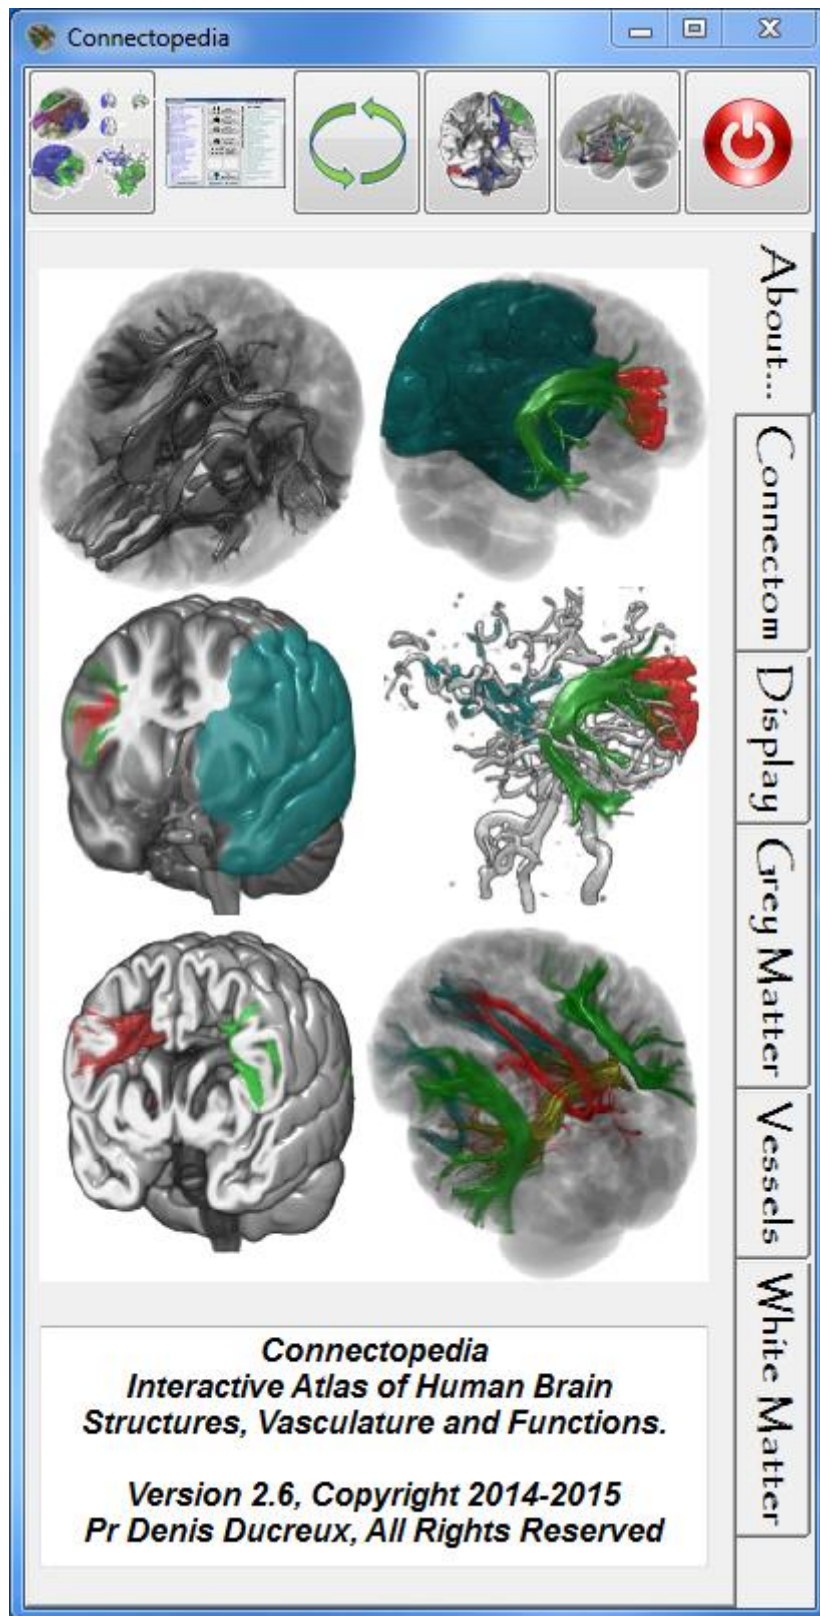 Connectopedia
About...
Connectom
Display
Grey Matter
Vessels
White Matter
Connectopedia
Interactive Atlas of Human Brain
Structures, Vasculature and Functions.
Version 2.6, Copyright 2014-2015
Pr Denis Ducreux, All Rights Reserved